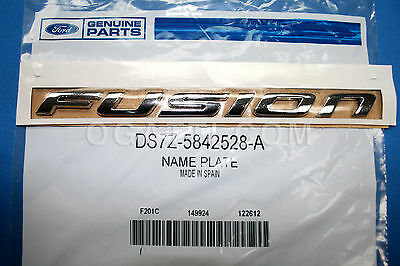 Ford
GENUINE
PARTS
FUSION
DS7Z-5842528-A
NAME PLATE
MADE IN SPAIN
F201C 149924 122612